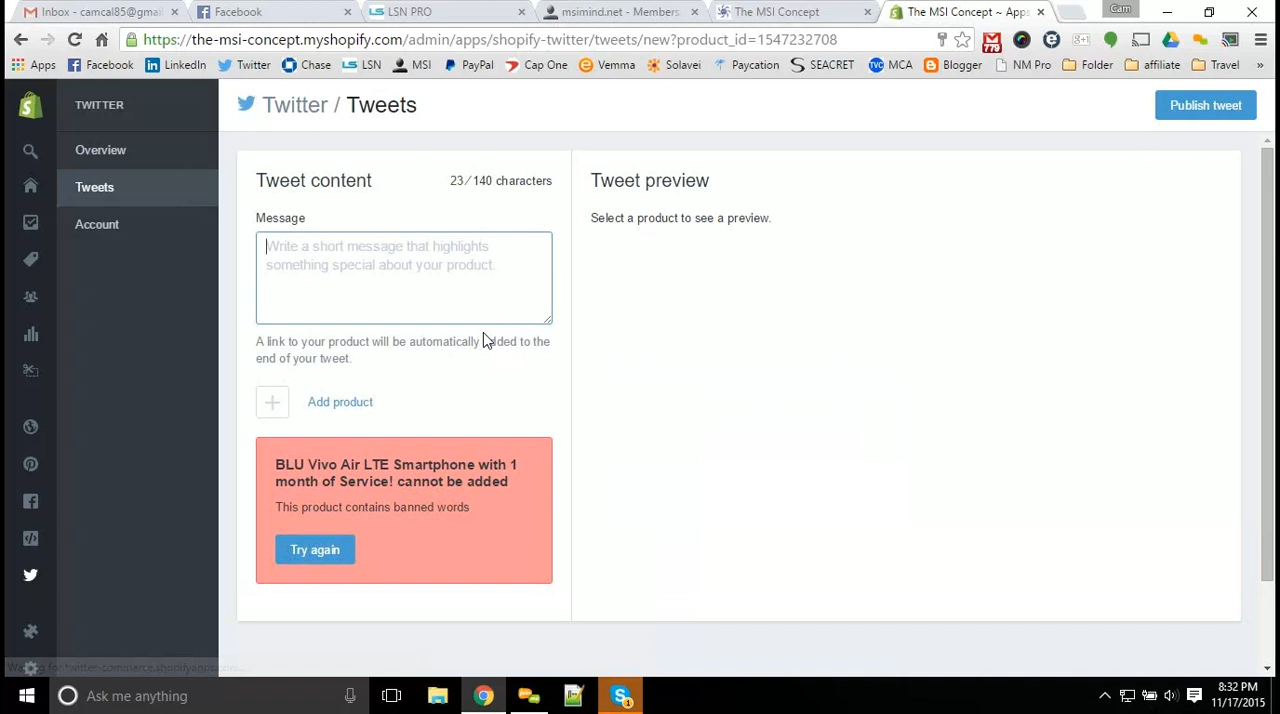 Inbox - camcal85@gmai
Facebook
LSN PRO
msimind.net - Members
The MSI Concept
The MSI Concept ~ Apps
Cam
https://the-msi-concept.myshopify.com/admin/apps/shopify-twitter/tweets/new?product_id=1547232708
Apps Facebook LinkedIn Twitter Chase LSN MSI PayPal Cap One Vemma Solavei Paycation SEACRET MCA Blogger NM Pro Folder affiliate Travel »
TWITTER
Overview
Tweets
Account
Twitter / Tweets
Publish tweet
Tweet content
23/140 characters
Message
Write a short message that highlights
something special about your product.
A link to your product will be automatically added to the
end of your tweet.
Add product
BLU Vivo Air LTE Smartphone with 1
month of Service! cannot be added
This product contains banned words
Try again
Tweet preview
Select a product to see a preview.
Ask me anything
8:32 PM
11/17/2015